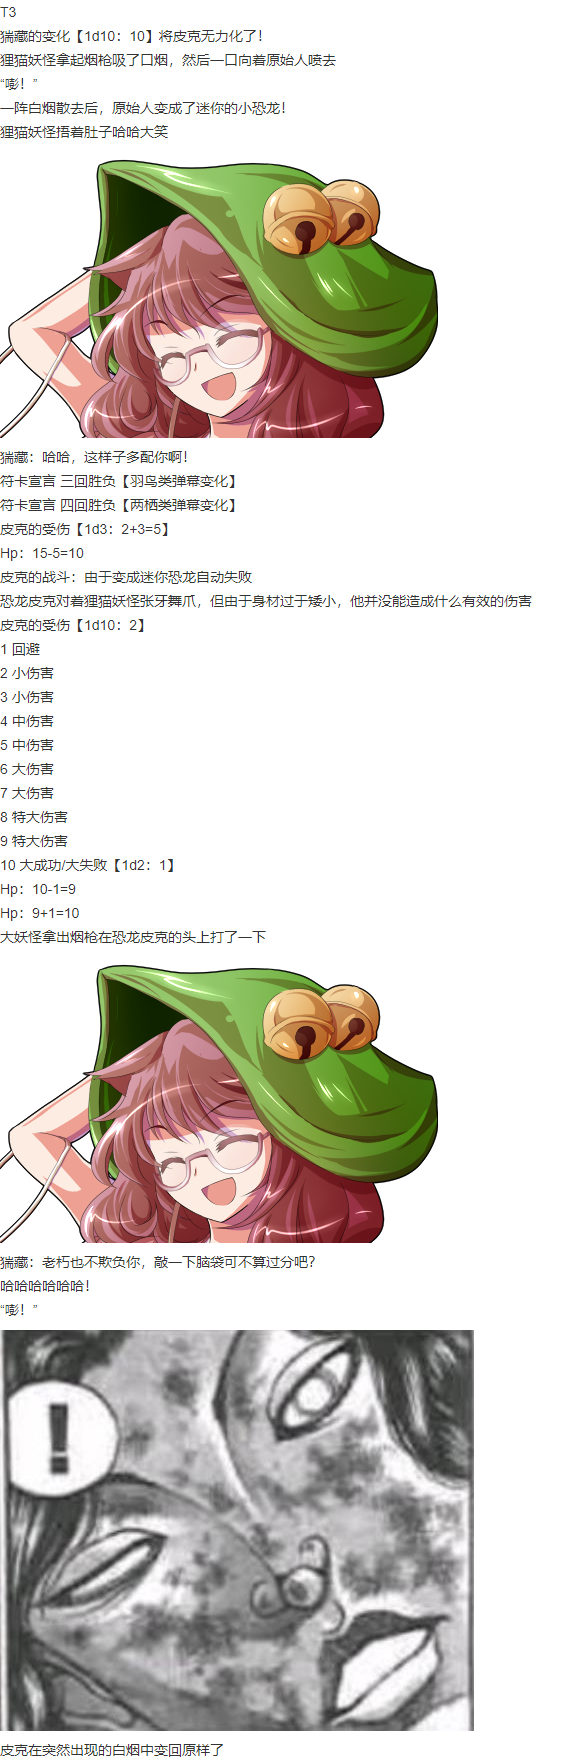 T3
猯藏的变化【1d10：10】将皮克无力化了！
狸猫妖怪拿起烟枪吸了口烟，然后一口向着原始人喷去
“嘭！”
一阵白烟散去后，原始人变成了迷你的小恐龙！
狸猫妖怪捂着肚子哈哈大笑
猯藏：哈哈，这样子多配你啊！
符卡宣言 三回胜负【羽鸟类弹幕变化】
符卡宣言 四回胜负【两栖类弹幕变化】
皮克的受伤【1d3：2+3=5】
Hp：15-5=10
皮克的战斗：由于变成迷你恐龙自动失败
恐龙皮克对着狸猫妖怪张牙舞爪，但由于身材过于矮小，他并没能造成什么有效的伤害
皮克的受伤【1d10：2】
1 回避
2 小伤害
3 小伤害
4 中伤害
5 中伤害
6 大伤害
7 大伤害
8 特大伤害
9 特大伤害
10 大成功/大失败【1d2：1】
Hp：10-1=9
Hp：9+1=10
大妖怪拿出烟枪在恐龙皮克的头上打了一下
猯藏：老朽也不欺负你，敲一下脑袋可不算过分吧？
哈哈哈哈哈哈！
“嘭！”
！
皮克在突然出现的白烟中变回原样了